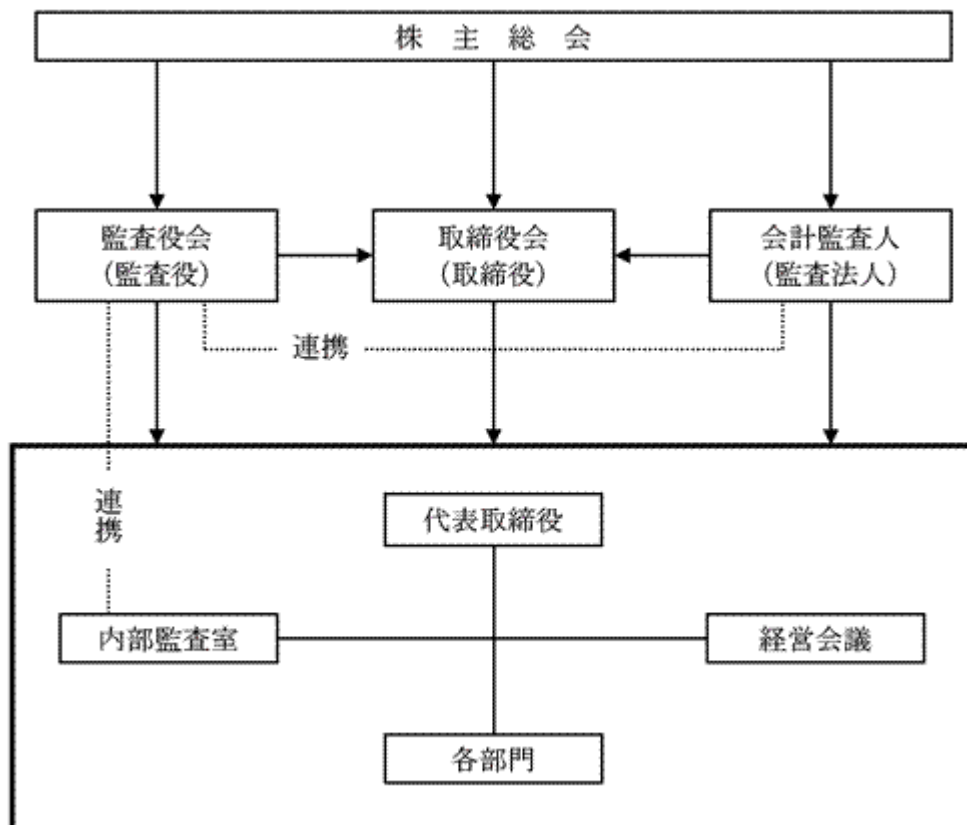 株主総会
監査役会
（監査役）
取締役会
（取締役）
会計監査人
（監査法人）
連携
連携
代表取締役
内部監査室
経営会議
各部門